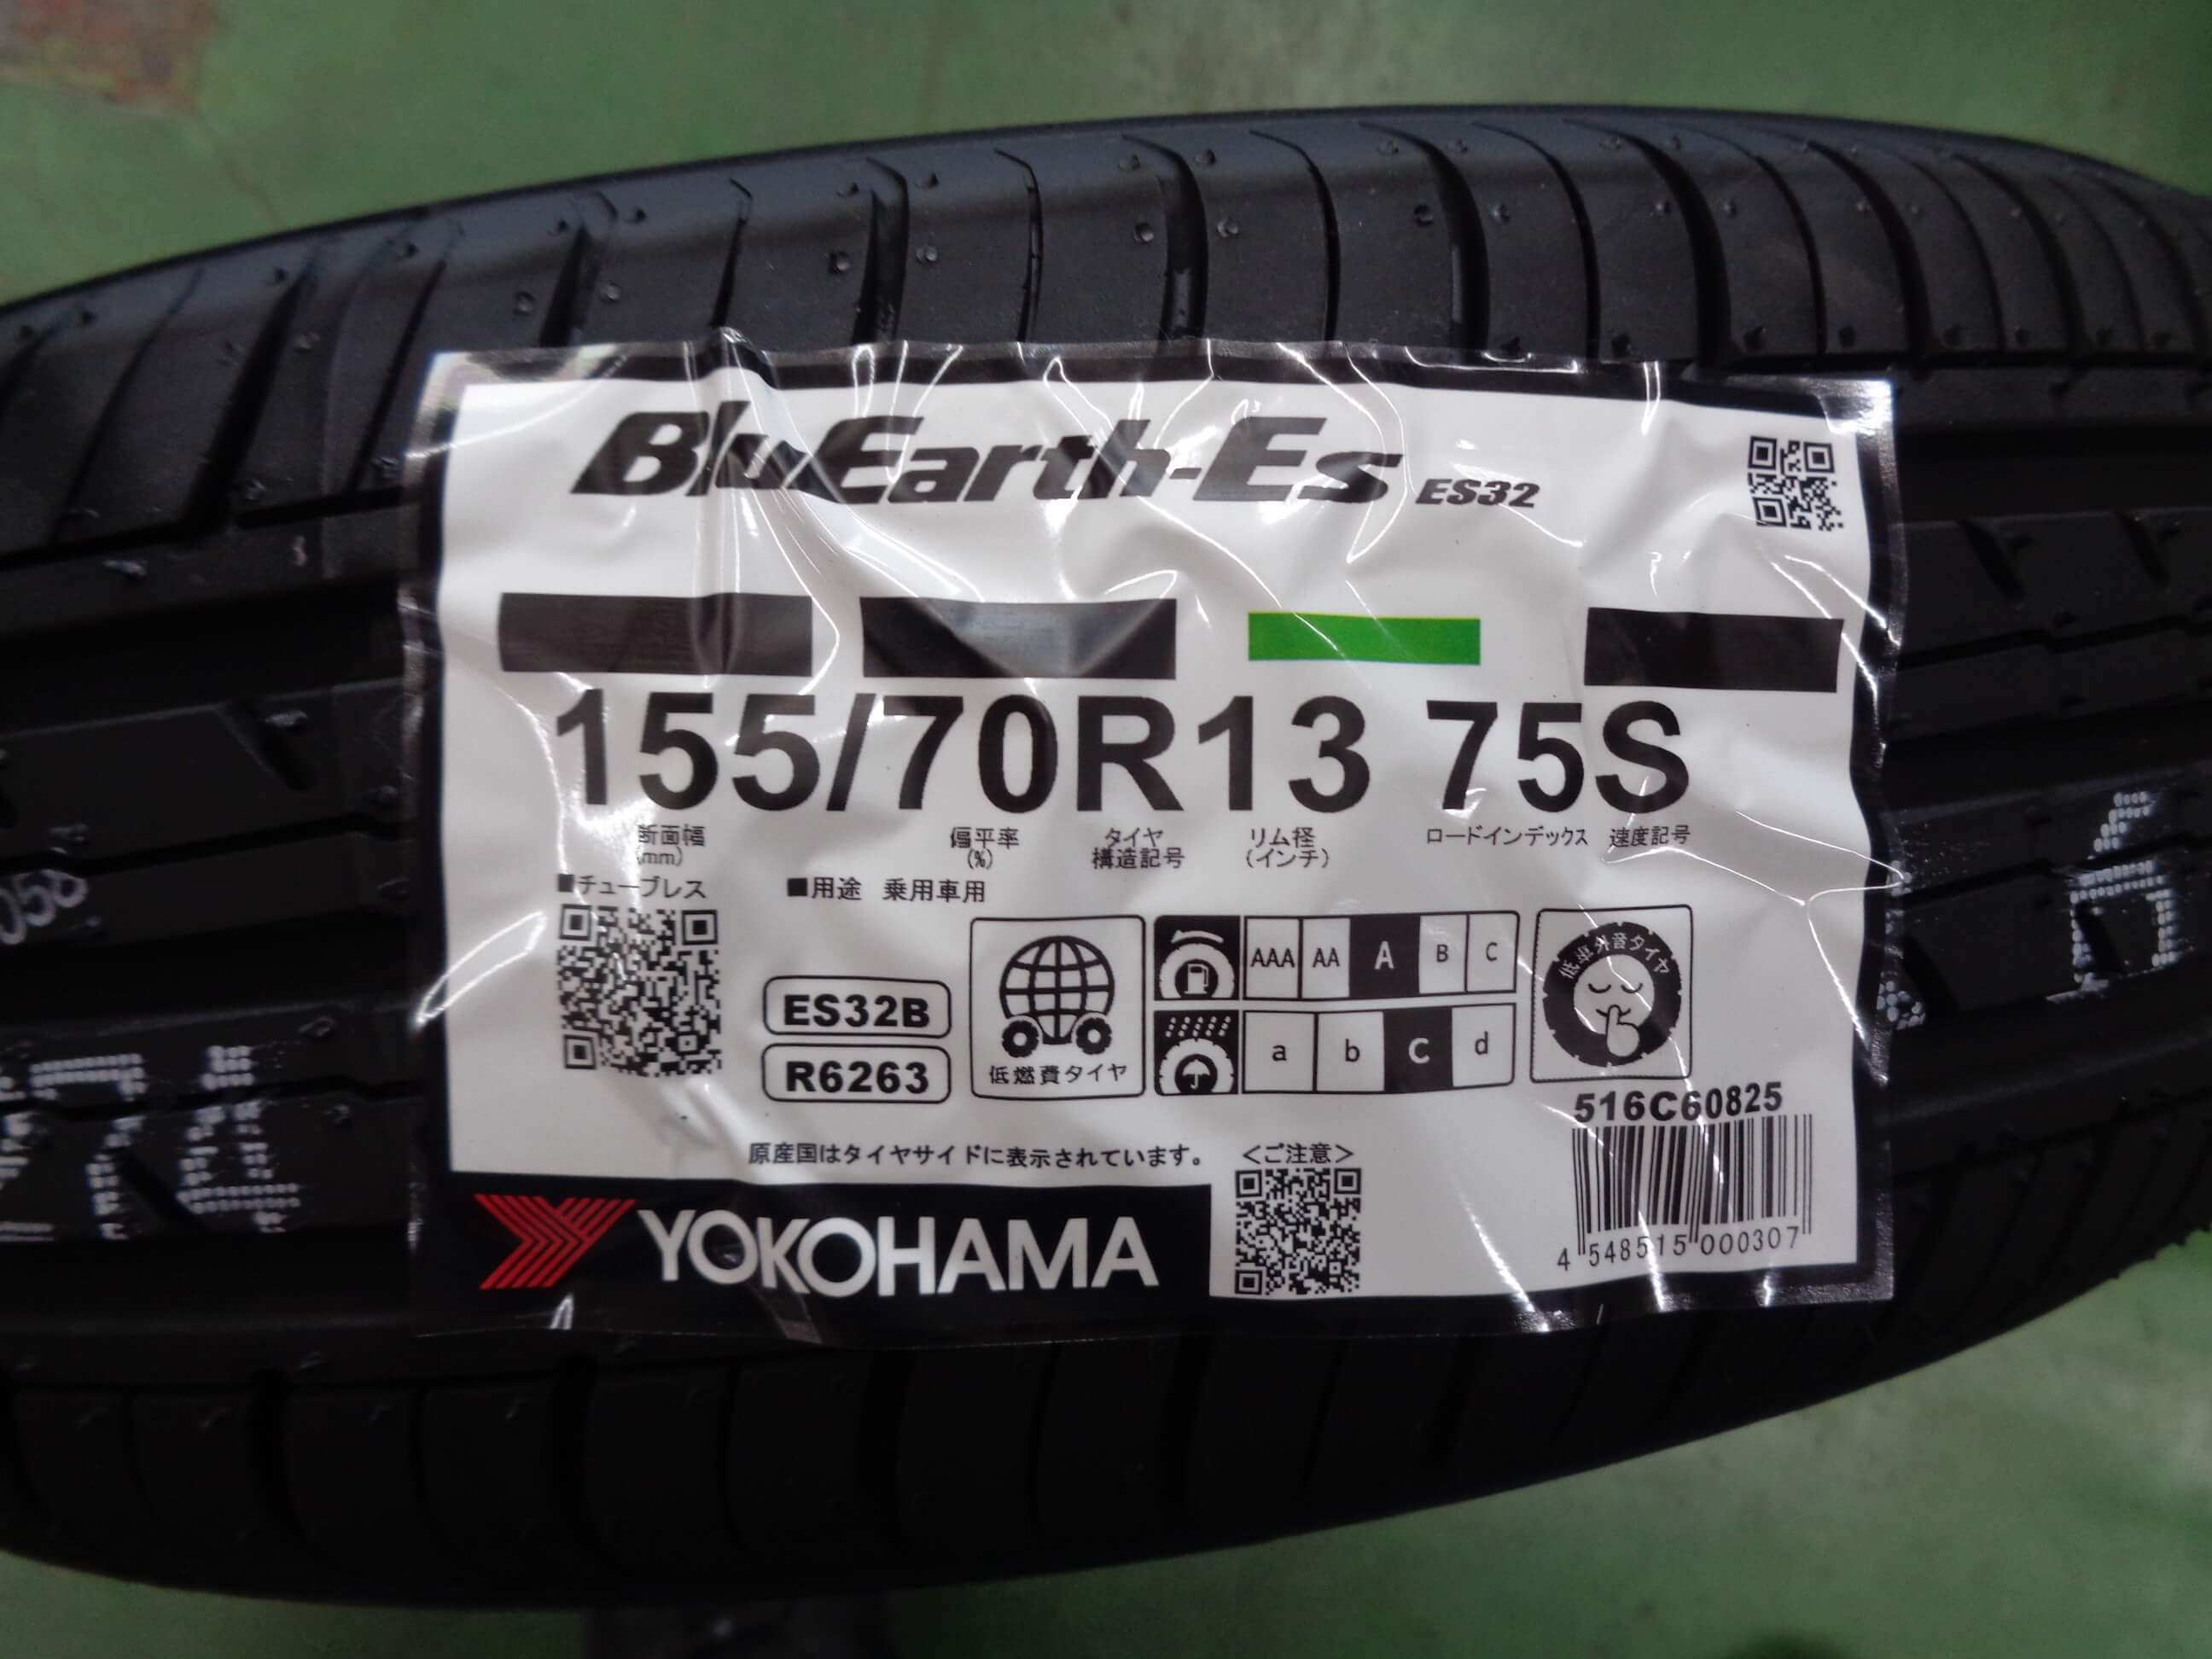 BluEarth-Es ES32
155/70R13 75S
断面幅 偏平率 タイヤ リム径 ロードインデックス 速度記号
(mm) (%) 構造記号 (インチ)
■チューブレス ■用途 乗用車用
低車外音タイヤ
AAA AA A B C
ES32B
a b c d
R6263
低燃費タイヤ
516C60825
原産国はタイヤサイドに表示されています。 <ご注意>
YOKOHAMA
4 548515 000307
058
74